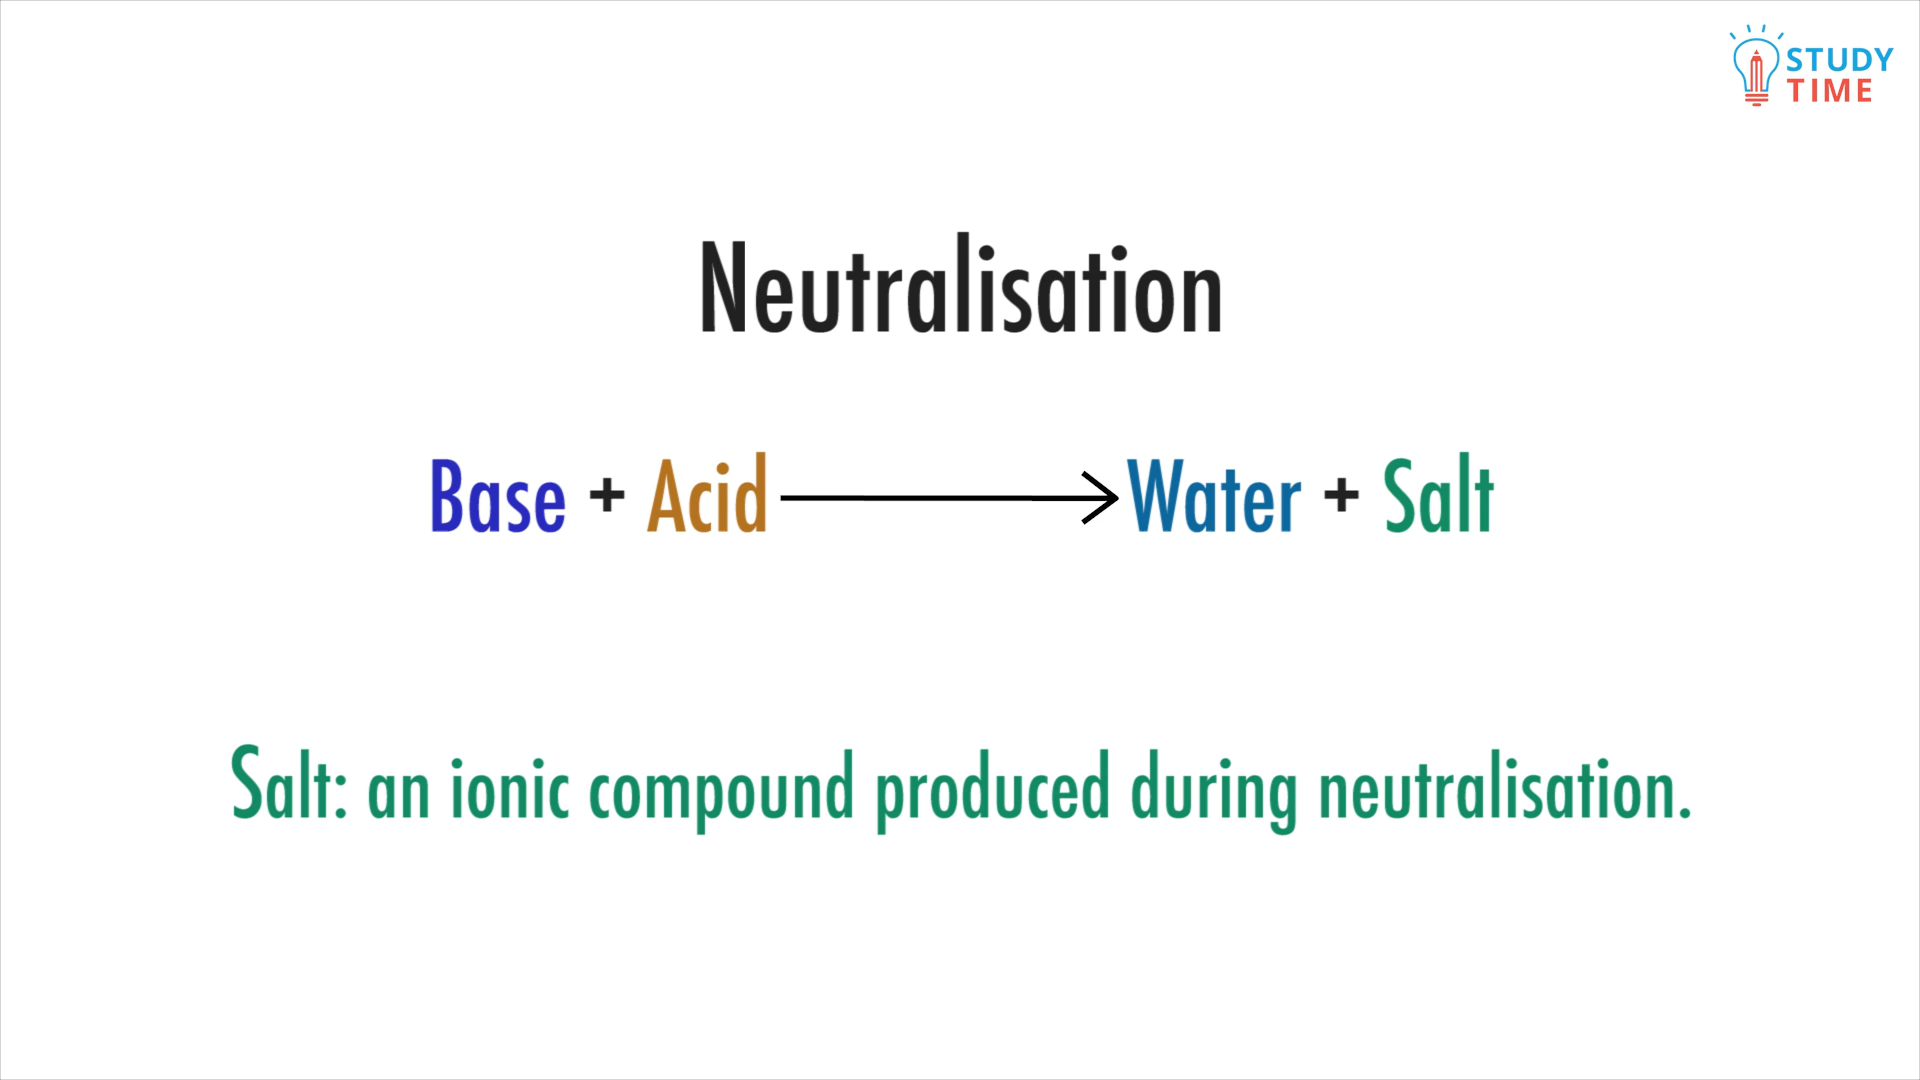 STUDY
TIME
Neutralisation
Base + Acid → Water + Salt
Salt: an ionic compound produced during neutralisation.